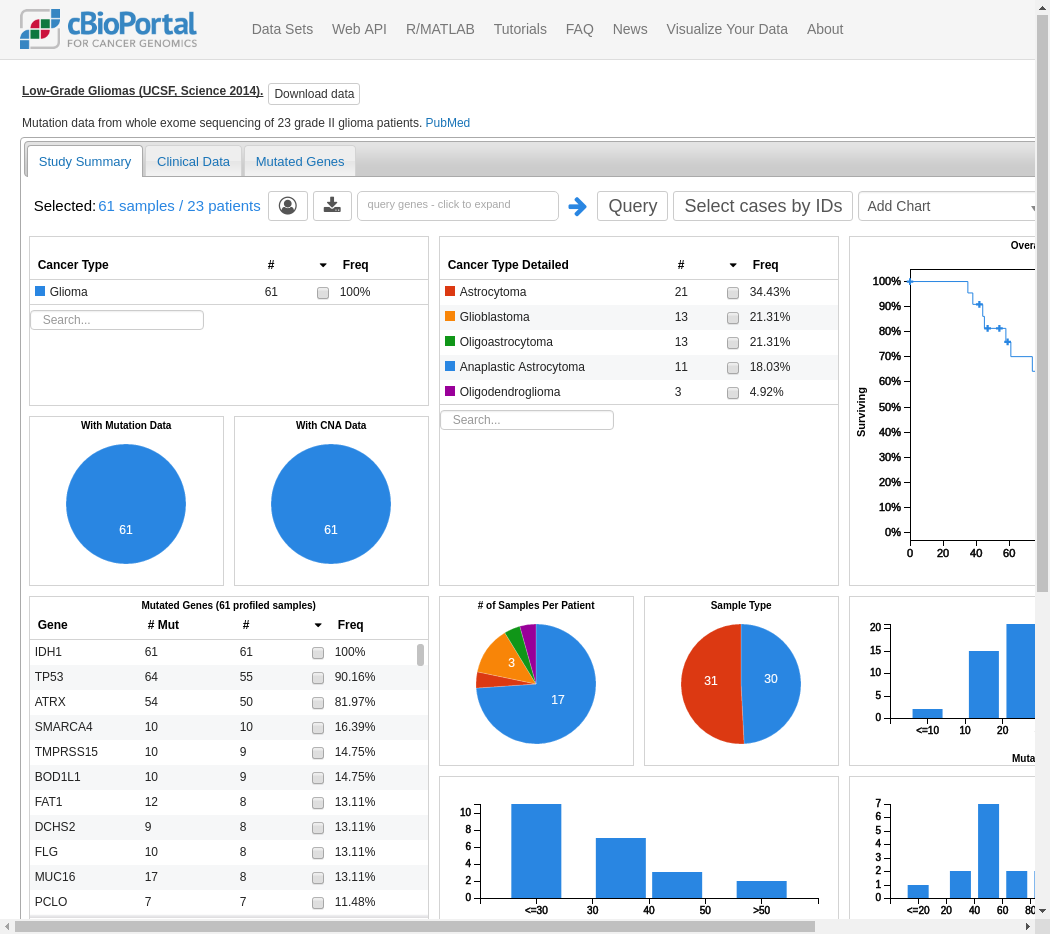 cBioPortal
FOR CANCER GENOMICS
Data Sets Web API R/MATLAB Tutorials FAQ News Visualize Your Data About
Low-Grade Gliomas (UCSF, Science 2014). Download data
Mutation data from whole exome sequencing of 23 grade II glioma patients. PubMed
Study Summary Clinical Data Mutated Genes
Selected: 61 samples / 23 patients query genes - click to expand Query Select cases by IDs Add Chart
Cancer Type # Freq
Glioma 61 100%
Search...
Cancer Type Detailed # Freq
Astrocytoma 21 34.43%
Glioblastoma 13 21.31%
Oligoastrocytoma 13 21.31%
Anaplastic Astrocytoma 11 18.03%
Oligodendroglioma 3 4.92%
Search...
Overa
100%
90%
80%
70%
60%
50%
40%
30%
20%
10%
0%
Surviving
0 20 40 60
With Mutation Data
61
With CNA Data
61
Mutated Genes (61 profiled samples)
Gene # Mut # Freq
IDH1 61 61 100%
TP53 64 55 90.16%
ATRX 54 50 81.97%
SMARCA4 10 10 16.39%
TMPRSS15 10 9 14.75%
BOD1L1 10 9 14.75%
FAT1 12 8 13.11%
DCHS2 9 8 13.11%
FLG 10 8 13.11%
MUC16 17 8 13.11%
PCLO 7 7 11.48%
# of Samples Per Patient
3
17
Sample Type
31 30
20
15
10
5
0
<=10 10 20
Muta
10
8
6
4
2
0
<=30 30 40 50 >50
7
6
5
4
3
2
1
0
<=20 20 40 60 80